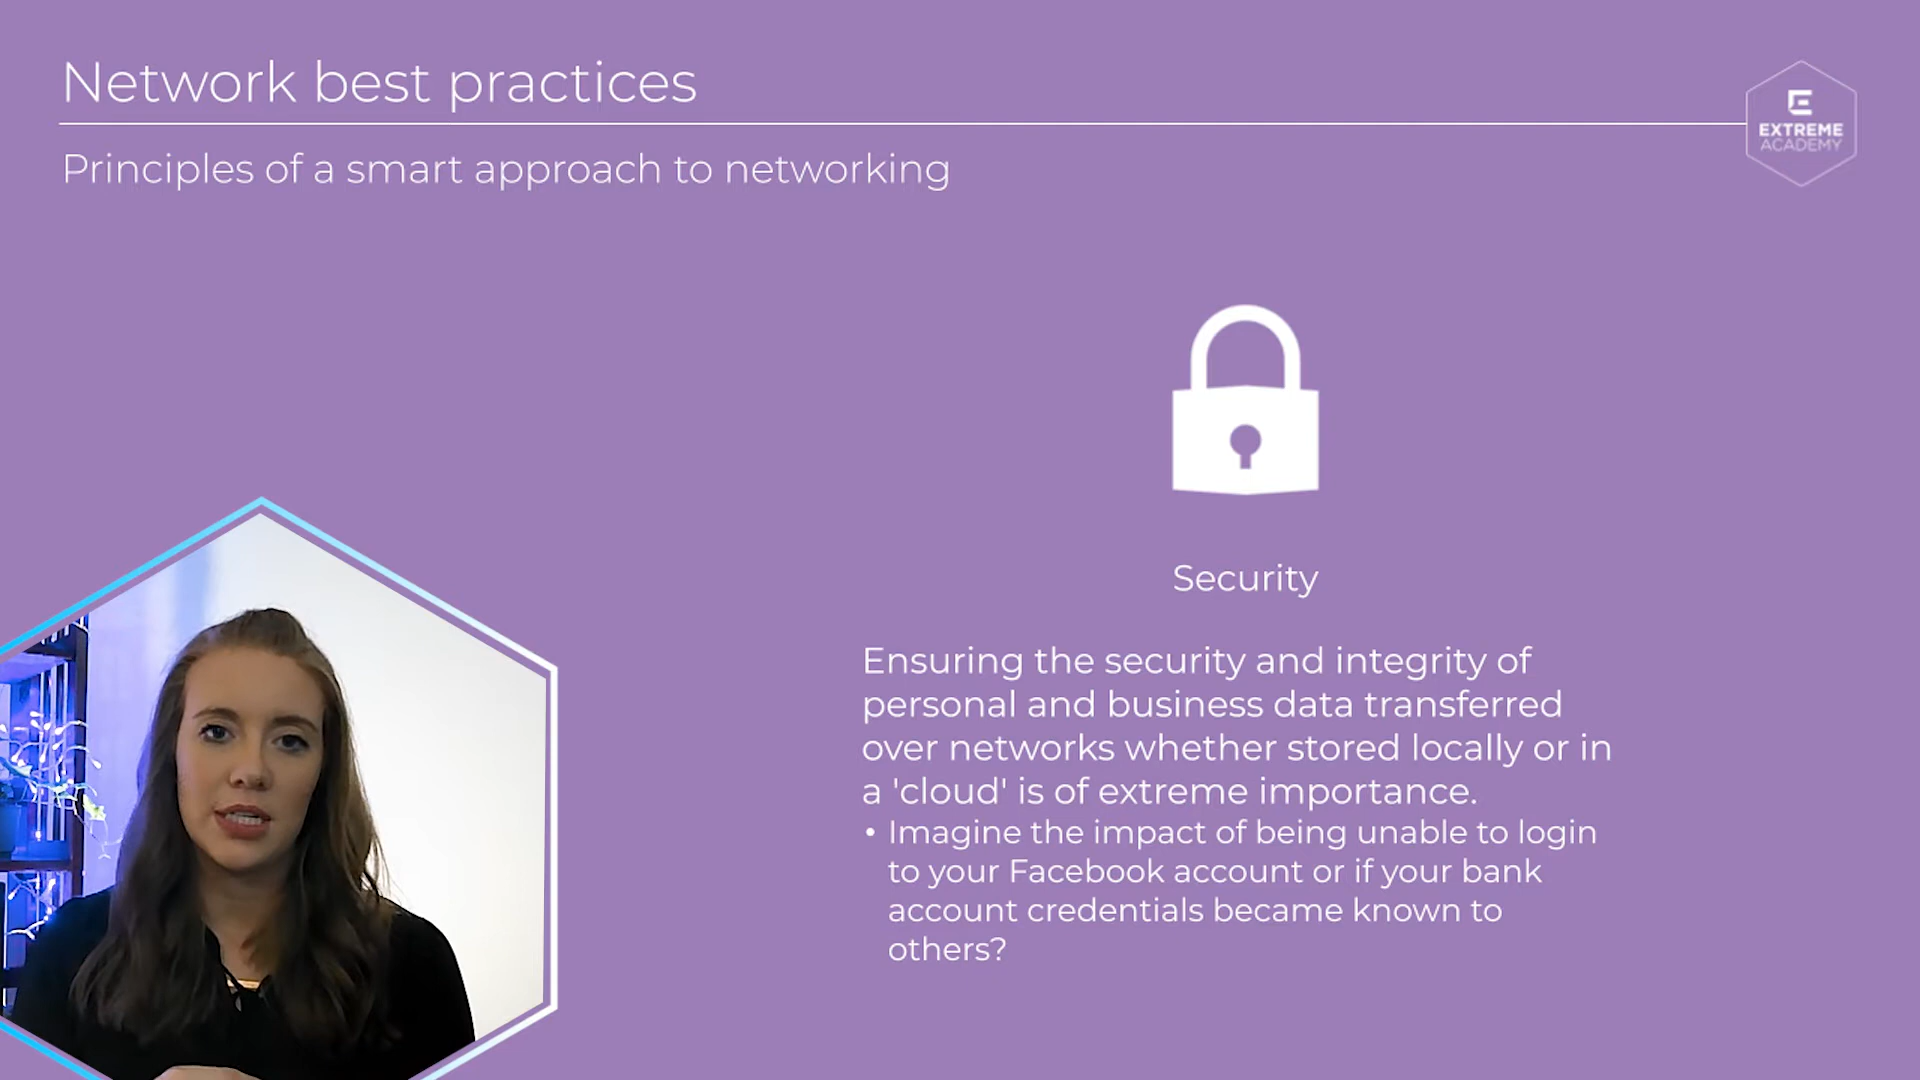 Network best practices
EXTREME
ACADEMY
Principles of a smart approach to networking
Security
Ensuring the security and integrity of
personal and business data transferred
over networks whether stored locally or in
a 'cloud' is of extreme importance.
• Imagine the impact of being unable to login
to your Facebook account or if your bank
account credentials became known to
others?